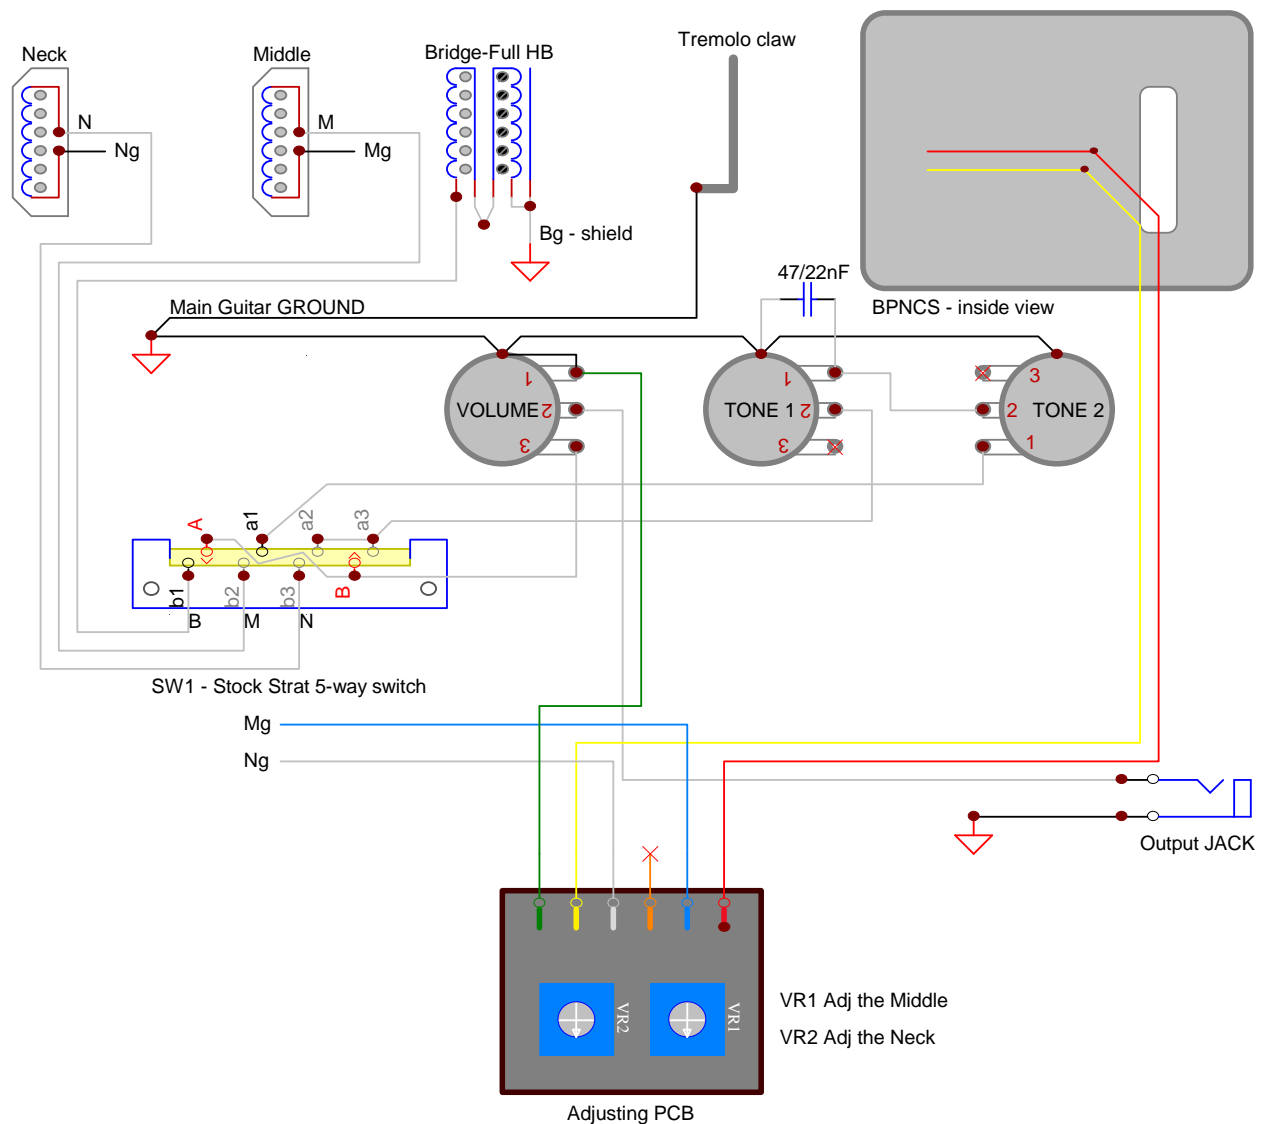 Neck
Middle
Bridge-Full HB
Tremolo claw
N
Ng
M
Mg
Bg - shield
47/22nF
Main Guitar GROUND
BPNCS - inside view
1
VOLUME
2
3
1
TONE 1
2
3
3
2
TONE 2
1
A
a1
a2
a3
b1
b2
b3
B
B
M
N
SW1 - Stock Strat 5-way switch
Mg
Ng
Output JACK
VR2
VR1
VR1 Adj the Middle
VR2 Adj the Neck
Adjusting PCB